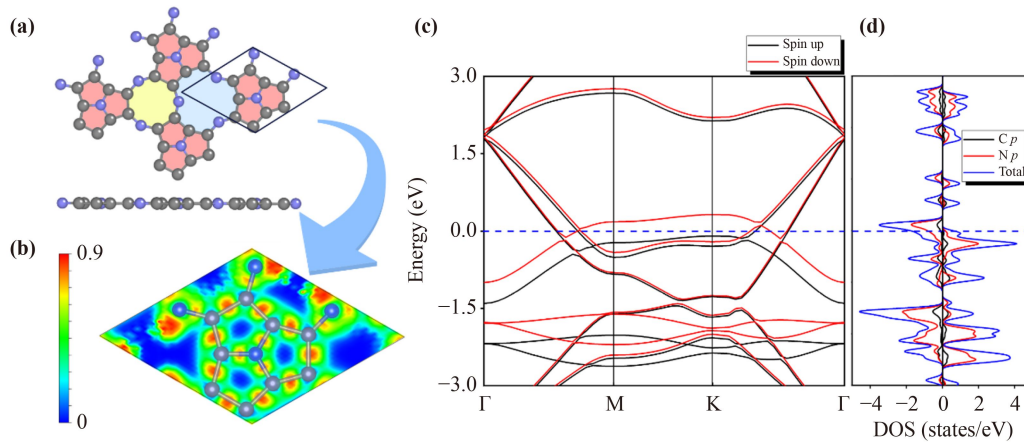 (a)
(b)
0.9
0
(c)
Spin up
Spin down
Energy (eV)
3.0
1.5
0.0
−1.5
−3.0
Γ
M
K
Γ
(d)
C p
N p
Total
−4
−2
0
2
4
DOS (states/eV)